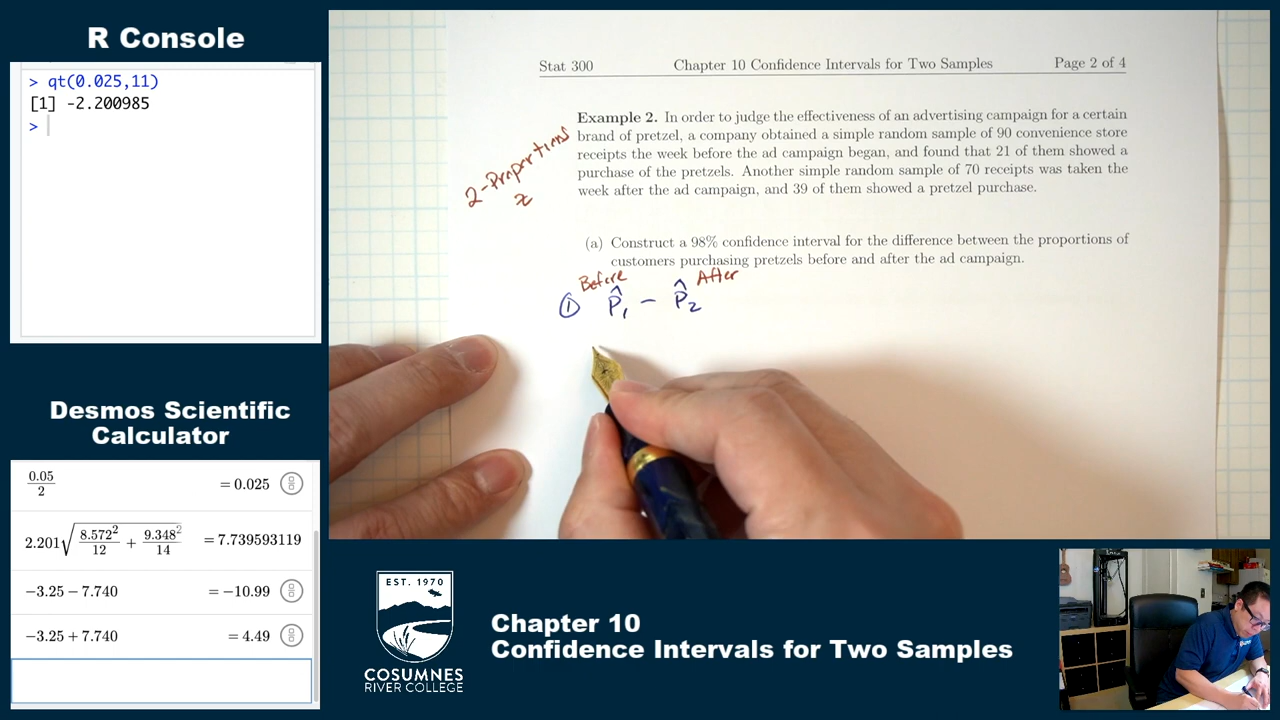 R Console
> qt(0.025,11)
[1] -2.200985
>
Desmos Scientific
Calculator
0.05/2 = 0.025
2.201√(8.572²/12 + 9.348²/14) = 7.739593119
−3.25 − 7.740 = −10.99
−3.25 + 7.740 = 4.49
Stat 300 Chapter 10 Confidence Intervals for Two Samples Page 2 of 4
2-Proportions
z
Example 2. In order to judge the effectiveness of an advertising campaign for a certain
brand of pretzel, a company obtained a simple random sample of 90 convenience store
receipts the week before the ad campaign began, and found that 21 of them showed a
purchase of the pretzels. Another simple random sample of 70 receipts was taken the
week after the ad campaign, and 39 of them showed a pretzel purchase.
(a) Construct a 98% confidence interval for the difference between the proportions of
customers purchasing pretzels before and after the ad campaign.
Before After
① p̂₁ − p̂₂
EST. 1970
COSUMNES
RIVER COLLEGE
Chapter 10
Confidence Intervals for Two Samples